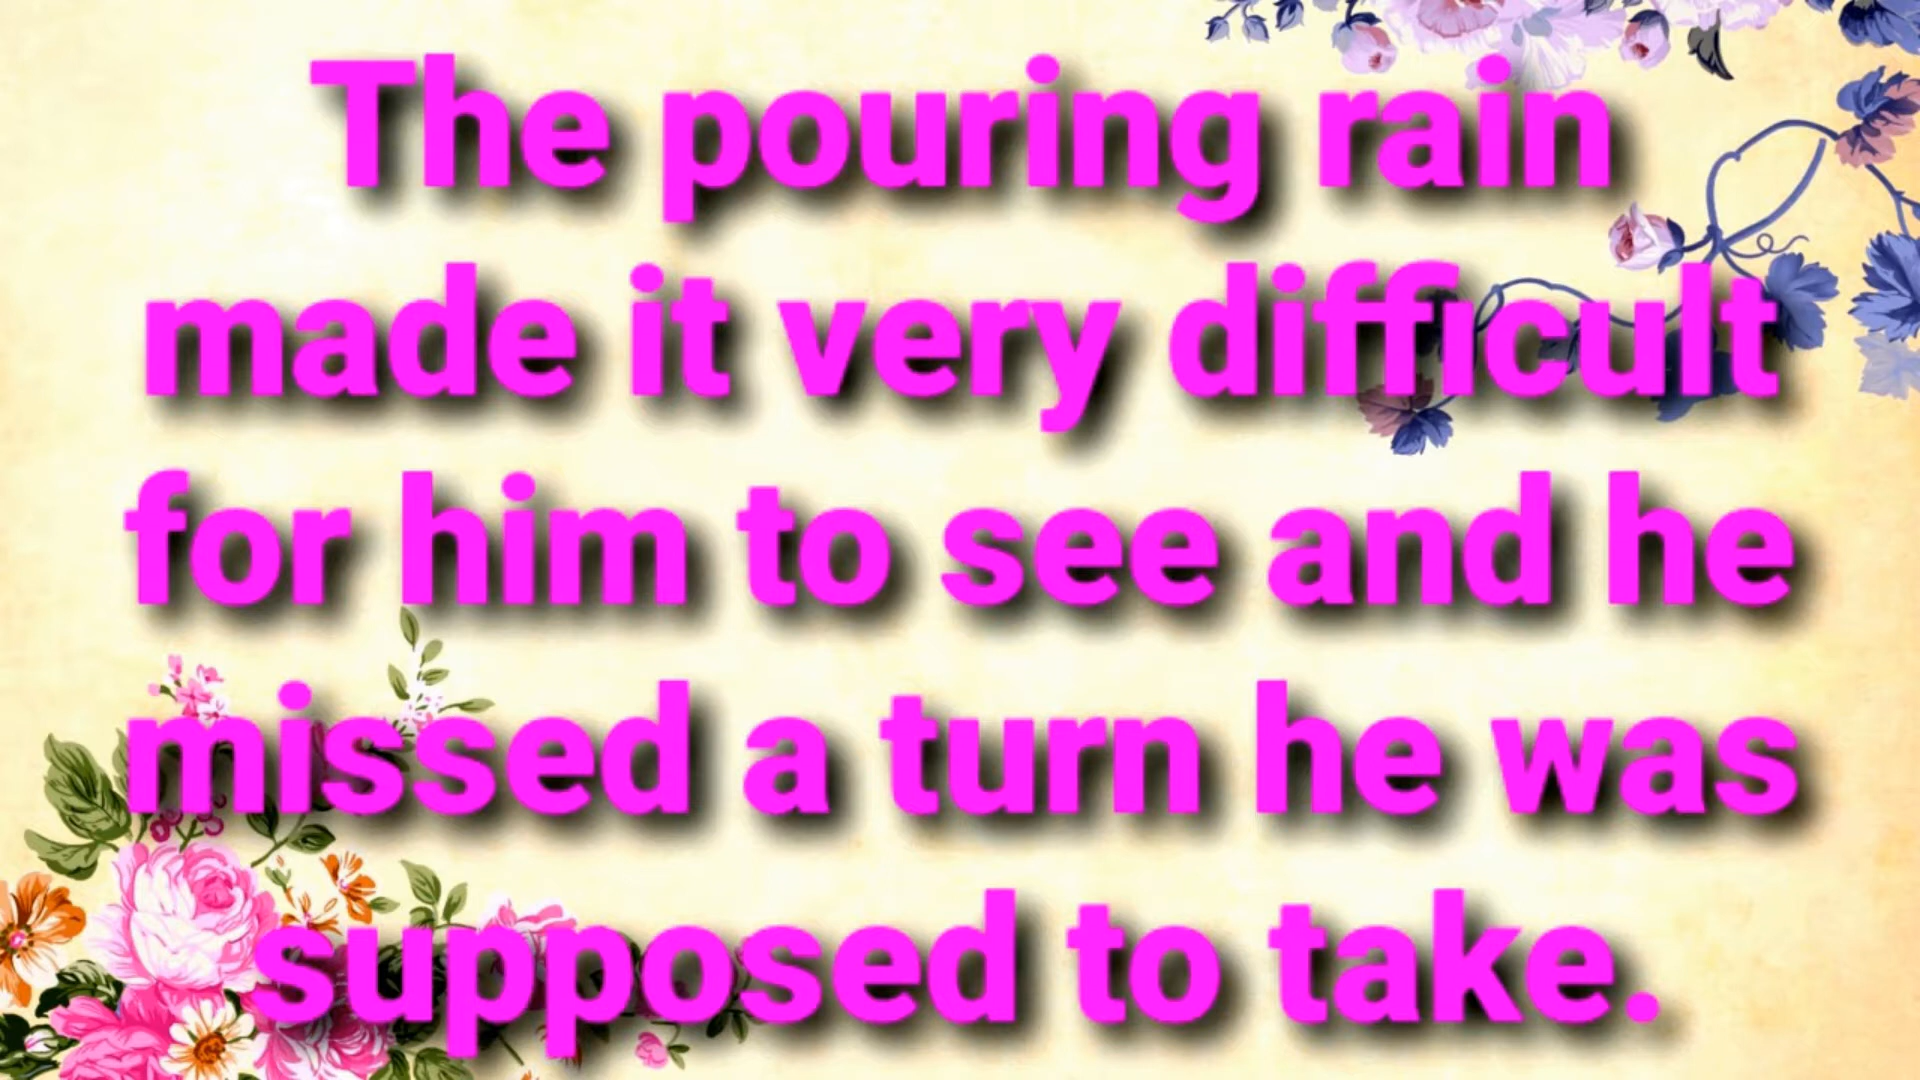 The pouring rain
made it very difficult
for him to see and he
missed a turn he was
supposed to take.